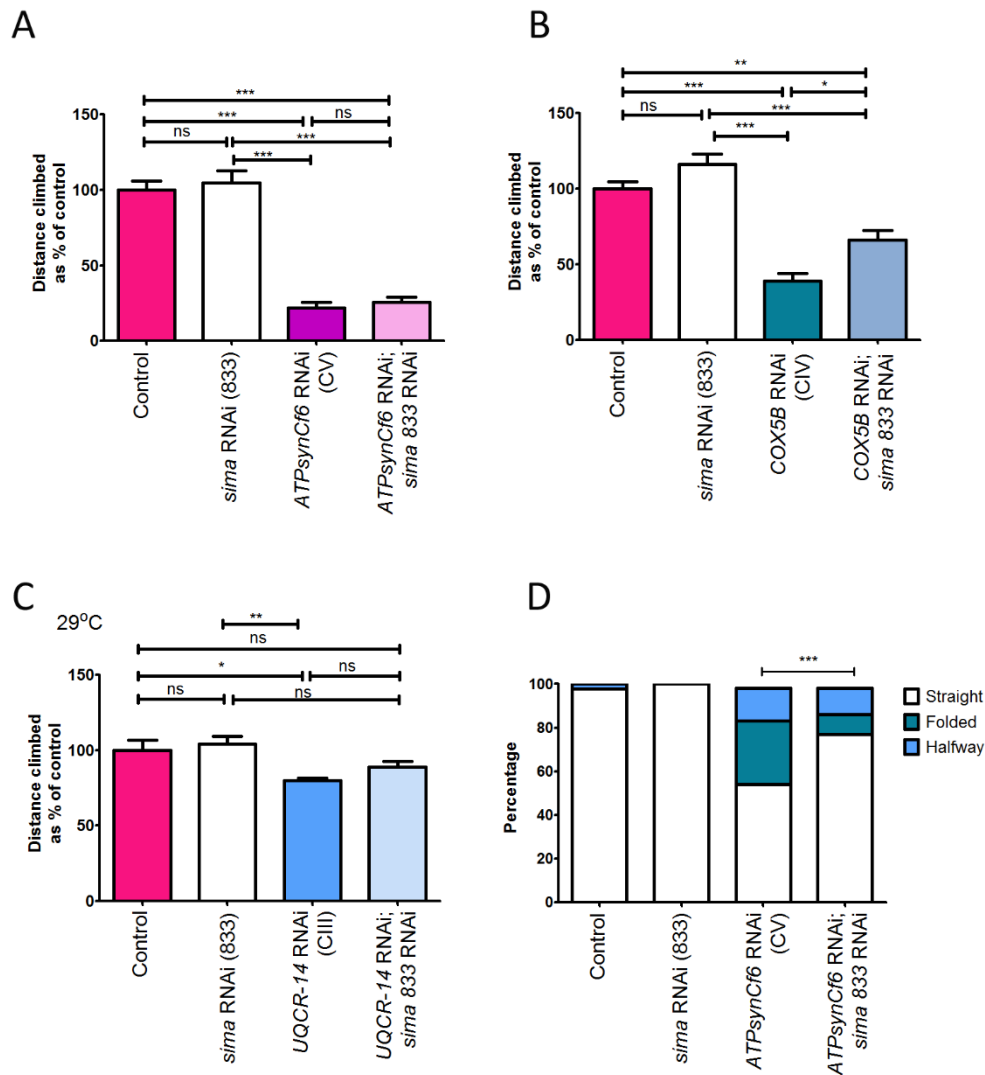 A
***
*** ns
ns ***
***
150
100
50
0
Distance climbed
as % of control
Control
sima RNAi (833)
ATPsynCf6 RNAi
(CV)
ATPsynCf6 RNAi;
sima 833 RNAi
B
**
*** *
ns ***
***
150
100
50
0
Distance climbed
as % of control
Control
sima RNAi (833)
COX5B RNAi
(CIV)
COX5B RNAi;
sima 833 RNAi
C
29°C
**
ns
* ns
ns ns
150
100
50
0
Distance climbed
as % of control
Control
sima RNAi (833)
UQCR-14 RNAi
(CIII)
UQCR-14 RNAi;
sima 833 RNAi
D
***
100
80
60
40
20
0
Percentage
Straight
Folded
Halfway
Control
sima RNAi (833)
ATPsynCf6 RNAi
(CV)
ATPsynCf6 RNAi;
sima 833 RNAi